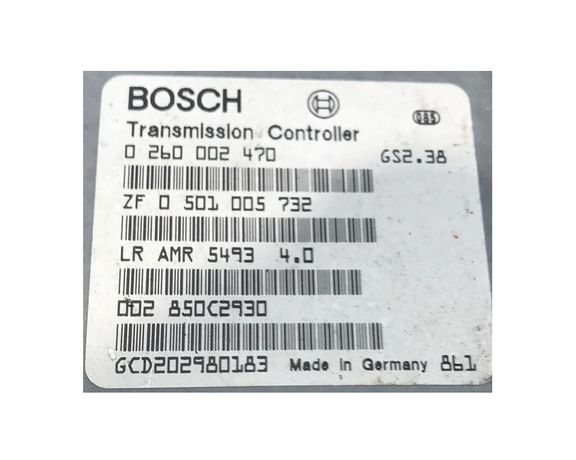 BOSCH
085
Transmission Controller
0 260 002 470 GS2.38
ZF 0 501 005 732
LR AMR 5493 4.0
002 850C2930
GCD202980183 Made in Germany 861